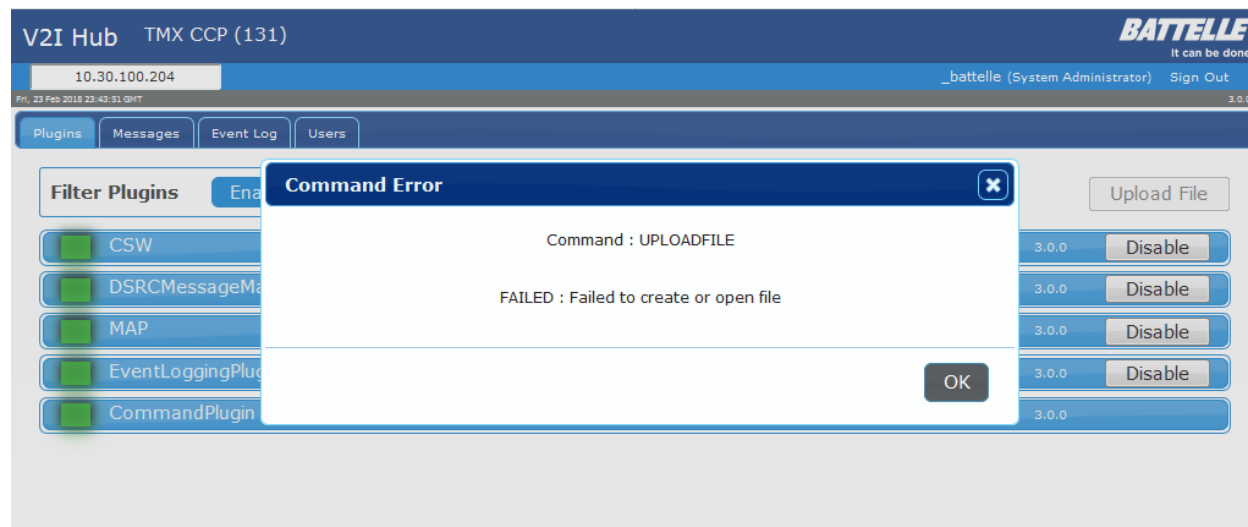 V2I Hub TMX CCP (131) BATTELLE
It can be done
10.30.100.204 _battelle (System Administrator) Sign Out
Fri, 23 Feb 2018 23:43:51 GMT 3.0.0
Plugins Messages Event Log Users
Filter Plugins Ena Upload File
Command Error
Command : UPLOADFILE
FAILED : Failed to create or open file
OK
CSW 3.0.0 Disable
DSRCMessageMa 3.0.0 Disable
MAP 3.0.0 Disable
EventLoggingPlug 3.0.0 Disable
CommandPlugin 3.0.0